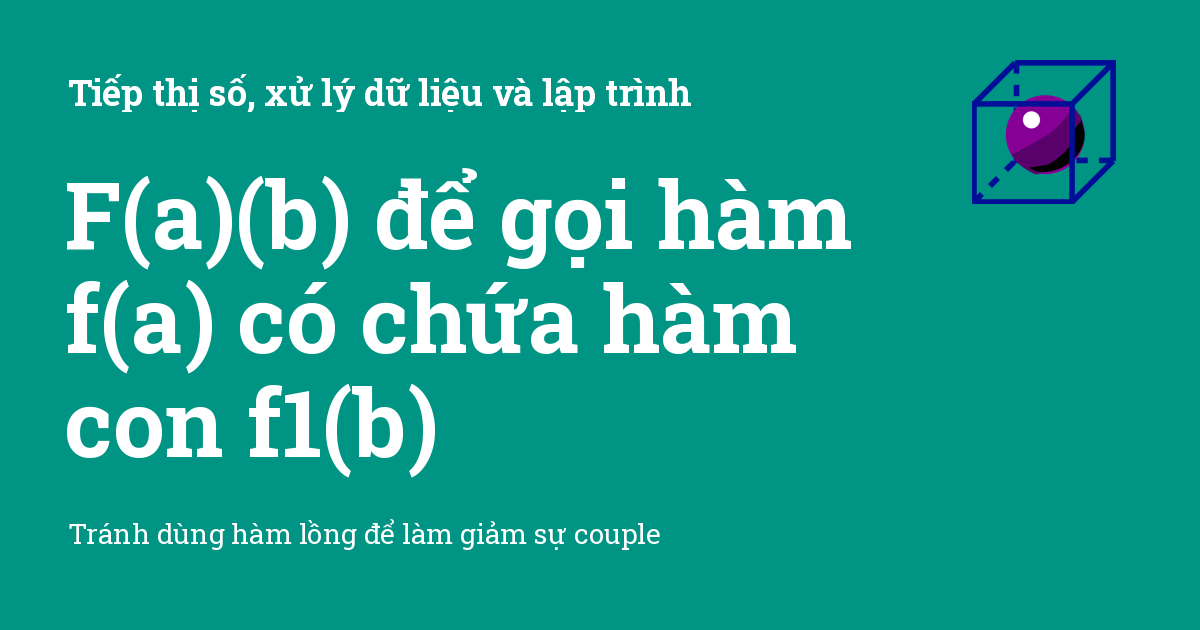 Tiếp thị số, xử lý dữ liệu và lập trình
F(a)(b) để gọi hàm
f(a) có chứa hàm
con f1(b)
Tránh dùng hàm lồng để làm giảm sự couple